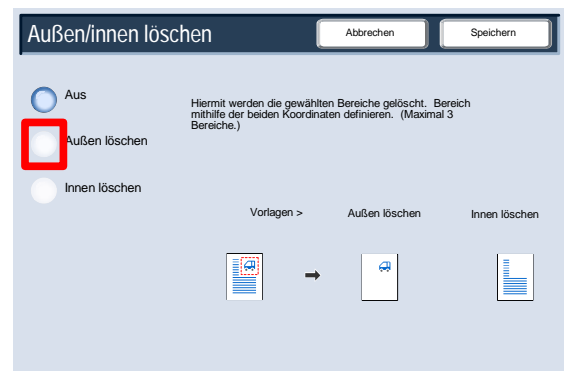 Außen/innen löschen
Abbrechen
Speichern
Aus
Außen löschen
Innen löschen
Hiermit werden die gewählten Bereiche gelöscht. Bereich
mithilfe der beiden Koordinaten definieren. (Maximal 3
Bereiche.)
Vorlagen >
Außen löschen
Innen löschen